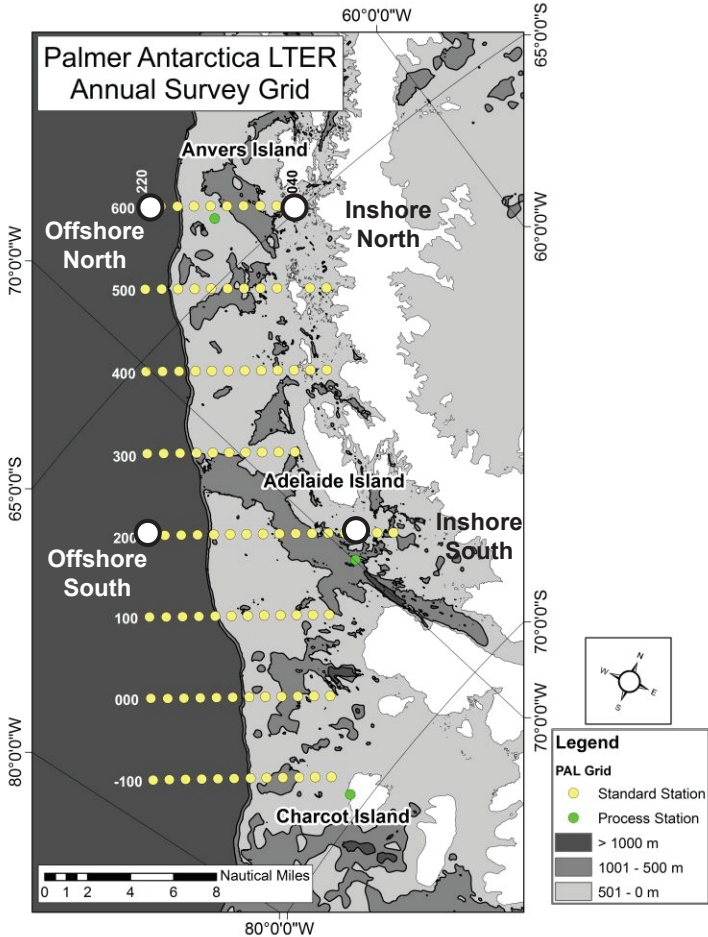 60°0'0"W
65°0'0"S
Palmer Antarctica LTER
Annual Survey Grid
Anvers Island
220
040
600
Offshore
North
Inshore
North
70°0'0"W
60°0'0"W
500
400
300
Adelaide Island
65°0'0"S
200
Offshore
South
Inshore
South
100
70°0'0"S
000
70°0'0"W
80°0'0"W
-100
Charcot Island
Nautical Miles
0 1 2 4 6 8
80°0'0"W
N
W
E
S
Legend
PAL Grid
Standard Station
Process Station
> 1000 m
1001 - 500 m
501 - 0 m